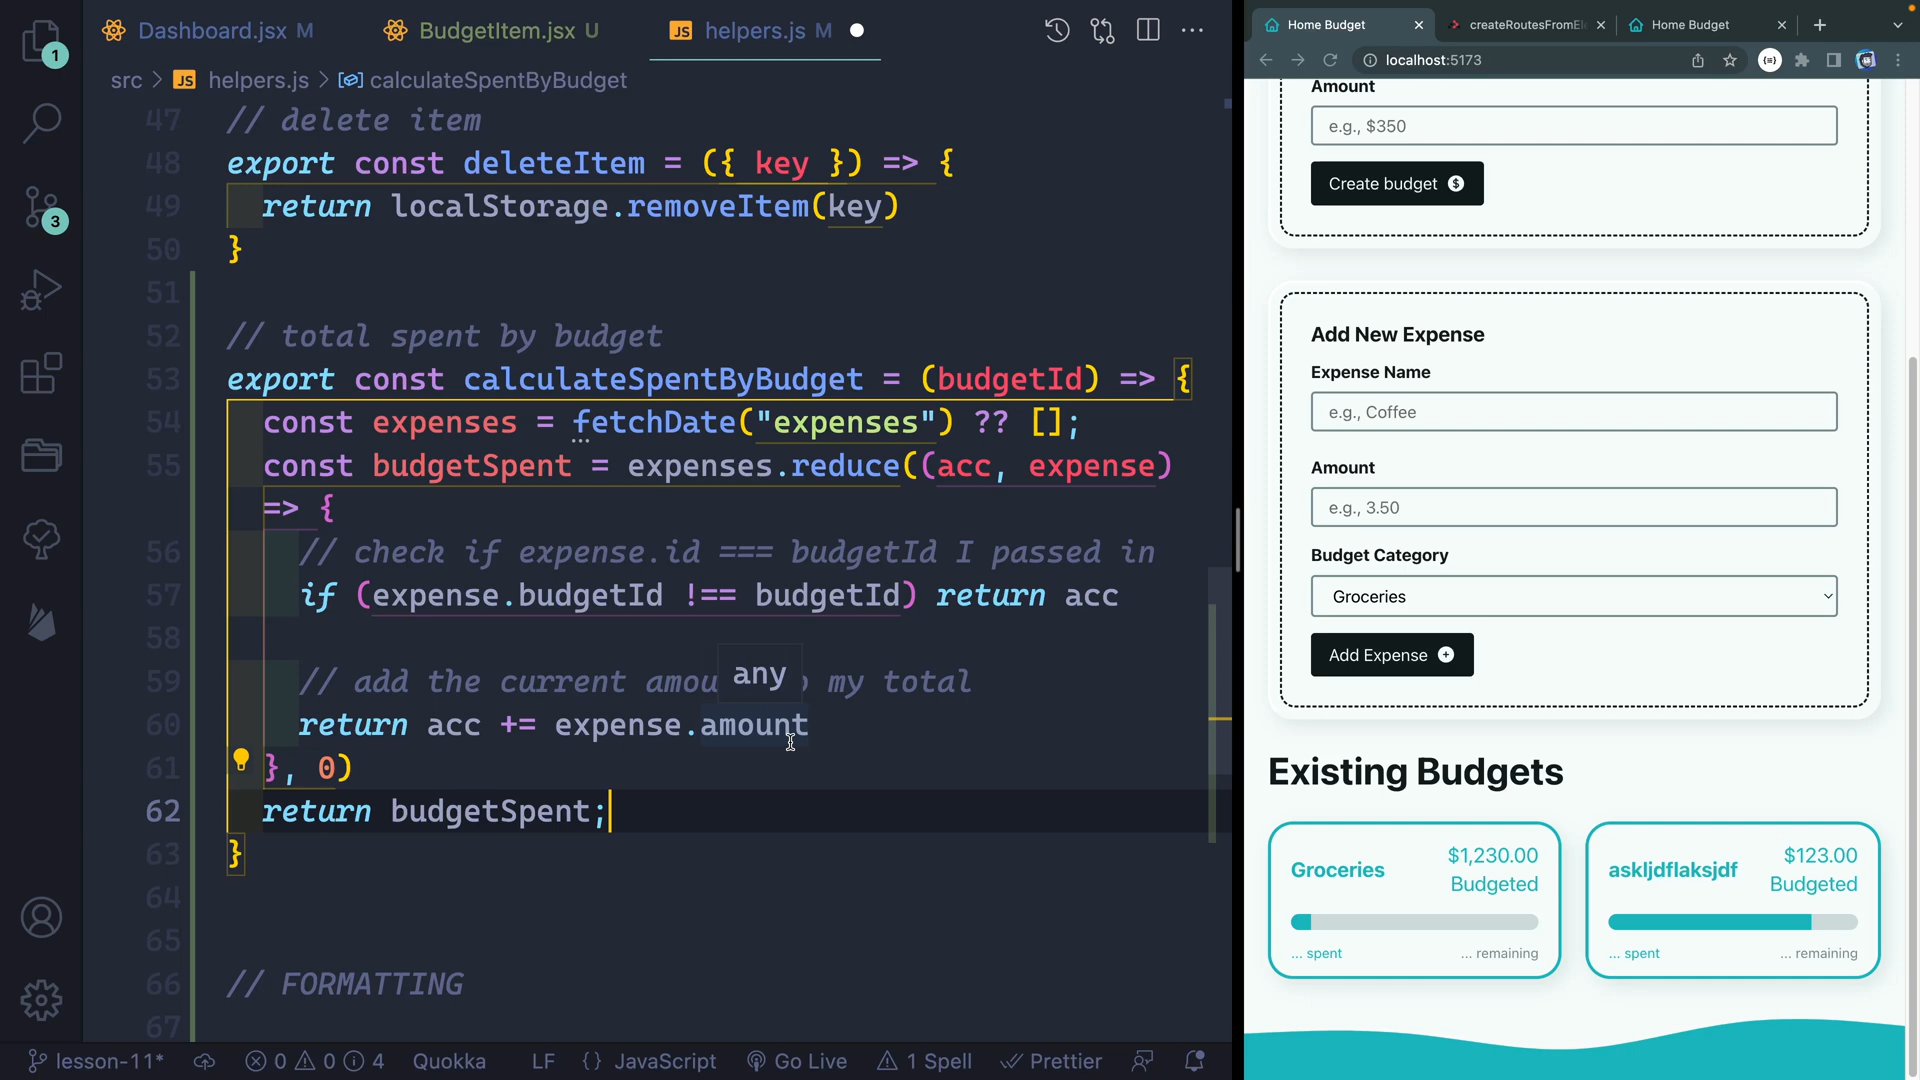 Dashboard.jsx M
BudgetItem.jsx U
JS helpers.js M
src > JS helpers.js > calculateSpentByBudget
1
3
47 // delete item
48 export const deleteItem = ({ key }) => {
49 return localStorage.removeItem(key)
50 }
51
52 // total spent by budget
53 export const calculateSpentByBudget = (budgetId) => {
54 const expenses = fetchDate("expenses") ?? [];
55 const budgetSpent = expenses.reduce((acc, expense)
=> {
56 // check if expense.id === budgetId I passed in
57 if (expense.budgetId !== budgetId) return acc
58
any
59 // add the current amou my total
60 return acc += expense.amount
61 }, 0)
62 return budgetSpent;
63 }
64
65
66 // FORMATTING
67
lesson-11* 0 0 4 Quokka LF {} JavaScript Go Live 1 Spell Prettier
Home Budget
createRoutesFromEl
Home Budget
localhost:5173
Amount
e.g., $350
Create budget $
Add New Expense
Expense Name
e.g., Coffee
Amount
e.g., 3.50
Budget Category
Groceries
Add Expense
Existing Budgets
Groceries
$1,230.00
Budgeted
... spent
... remaining
askljdflaksjdf
$123.00
Budgeted
... spent
... remaining